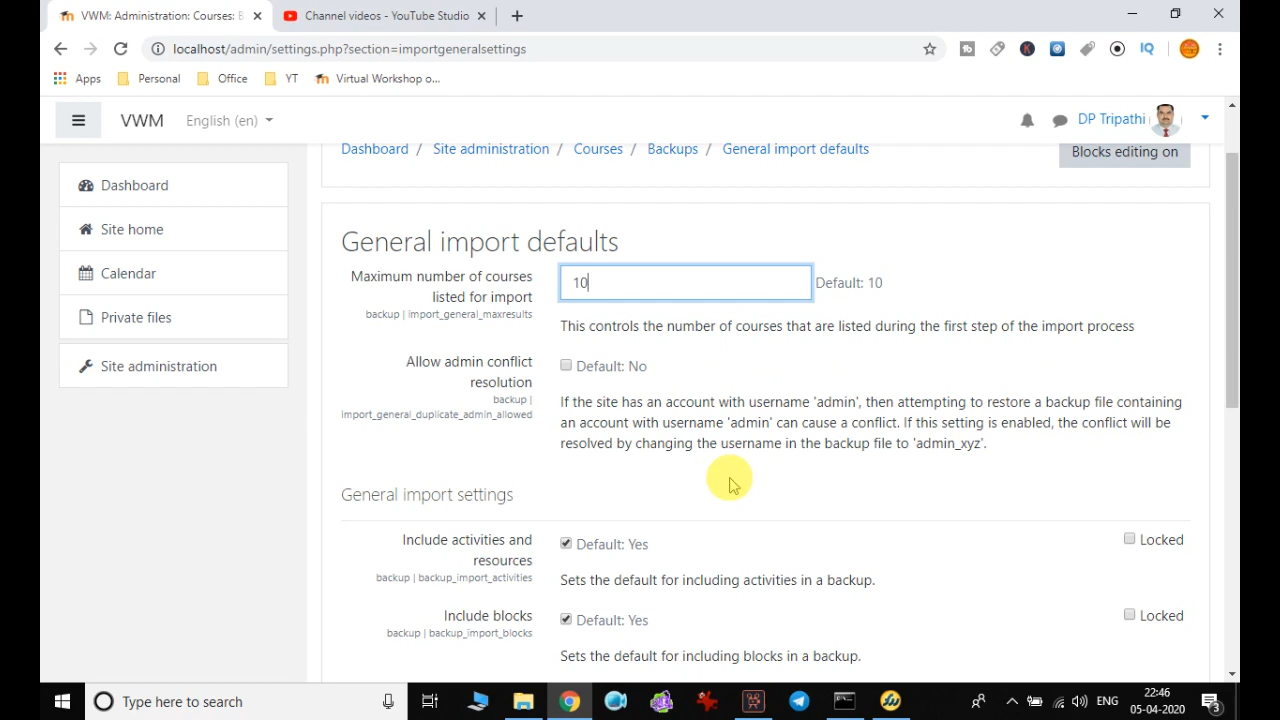 VWM: Administration: Courses: B
Channel videos - YouTube Studio
localhost/admin/settings.php?section=importgeneralsettings
IQ
Apps
Personal
Office
YT
Virtual Workshop o...
VWM
English (en)
DP Tripathi
Dashboard / Site administration / Courses / Backups / General import defaults
Blocks editing on
Dashboard
Site home
Calendar
Private files
Site administration
General import defaults
Maximum number of courses
listed for import
backup | import_general_maxresults
10
Default: 10
This controls the number of courses that are listed during the first step of the import process
Allow admin conflict
resolution
backup |
import_general_duplicate_admin_allowed
Default: No
If the site has an account with username 'admin', then attempting to restore a backup file containing
an account with username 'admin' can cause a conflict. If this setting is enabled, the conflict will be
resolved by changing the username in the backup file to 'admin_xyz'.
General import settings
Include activities and
resources
backup | backup_import_activities
Default: Yes
Locked
Sets the default for including activities in a backup.
Include blocks
backup | backup_import_blocks
Default: Yes
Locked
Sets the default for including blocks in a backup.
Type here to search
ENG
22:46
05-04-2020
3